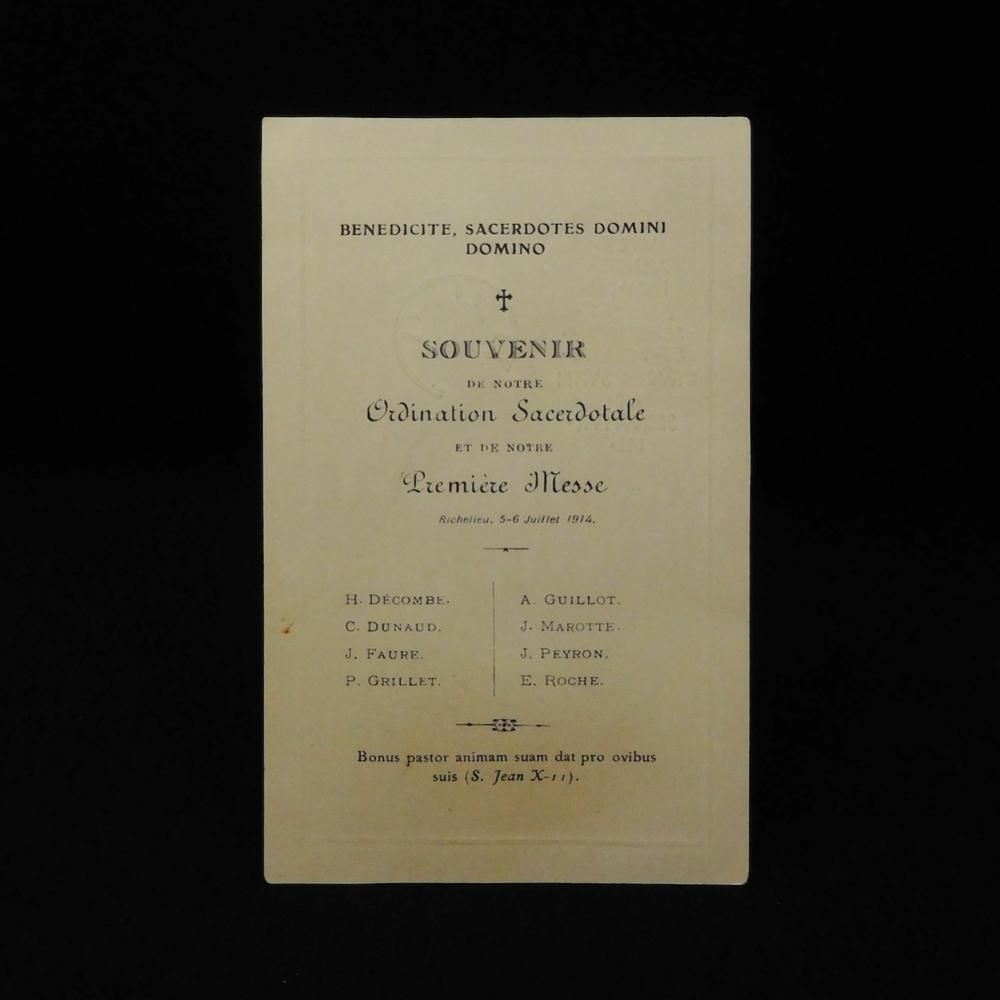 BENEDICITE, SACERDOTES DOMINI
DOMINO
SOUVENIR
DE NOTRE
Ordination Sacerdotale
ET DE NOTRE
Première Messe
Richelieu, 5-6 Juillet 1914.
H. DÉCOMBE.
C. DUNAUD.
J. FAURE.
P. GRILLET.
A. GUILLOT.
J. MAROTTE.
J. PEYRON.
E. ROCHE.
Bonus pastor animam suam dat pro ovibus
suis (S. Jean X-11).